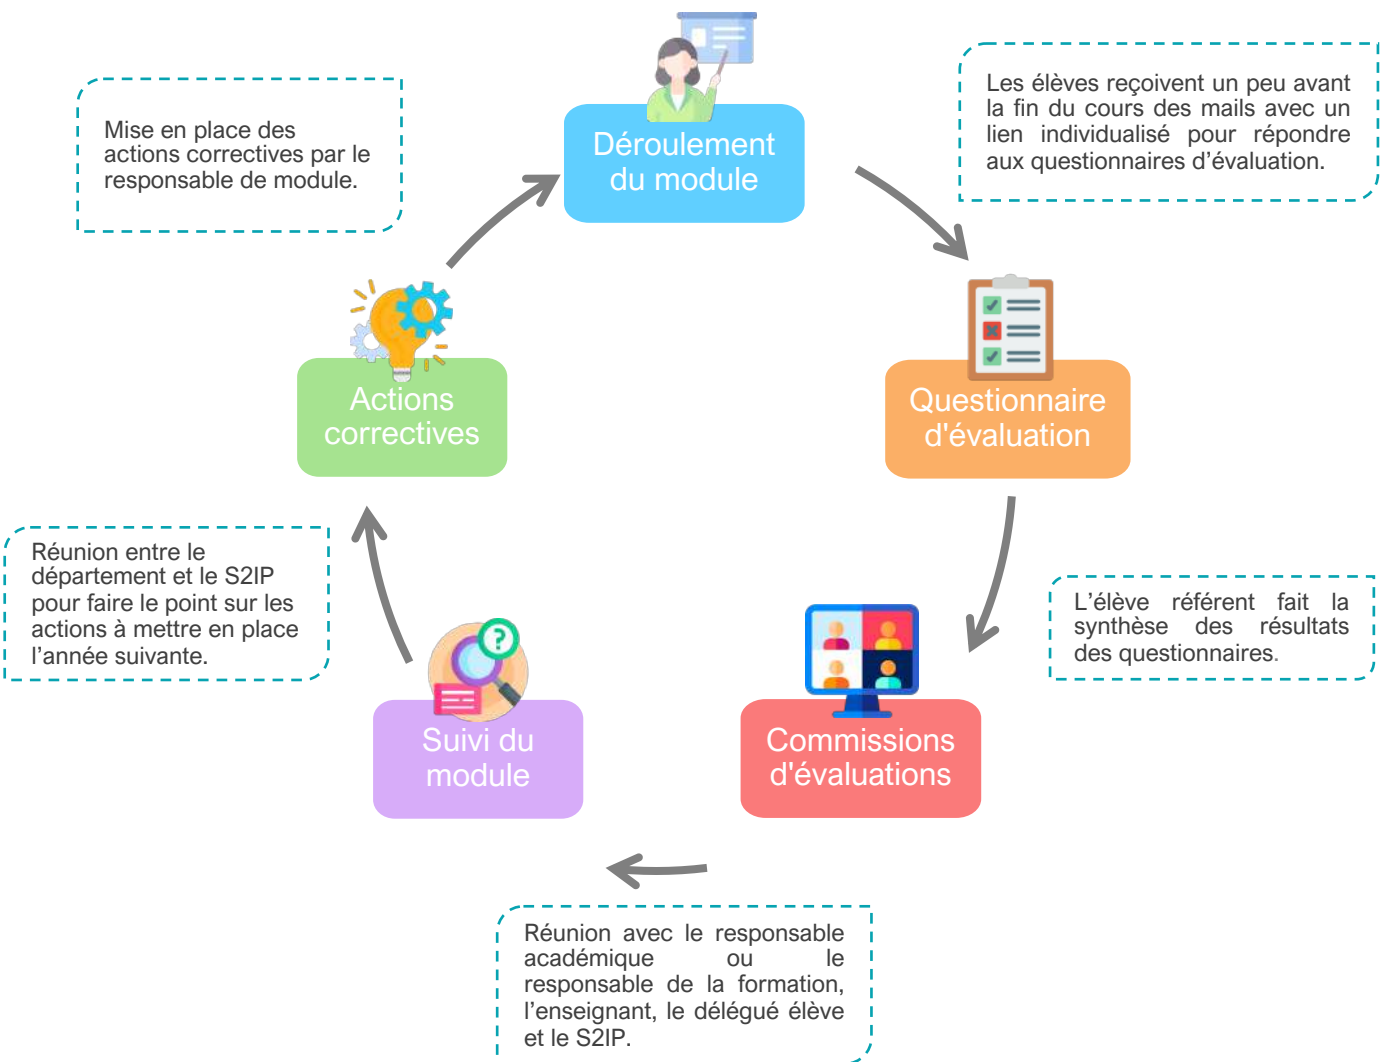 Déroulement
du module
Les élèves reçoivent un peu avant
la fin du cours des mails avec un
lien individualisé pour répondre
aux questionnaires d’évaluation.
Questionnaire
d'évaluation
L’élève référent fait la
synthèse des résultats
des questionnaires.
Commissions
d'évaluations
Réunion avec le responsable
académique ou le
responsable de la formation,
l’enseignant, le délégué élève
et le S2IP.
Suivi du
module
Réunion entre le
département et le S2IP
pour faire le point sur les
actions à mettre en place
l’année suivante.
Actions
correctives
Mise en place des
actions correctives par le
responsable de module.